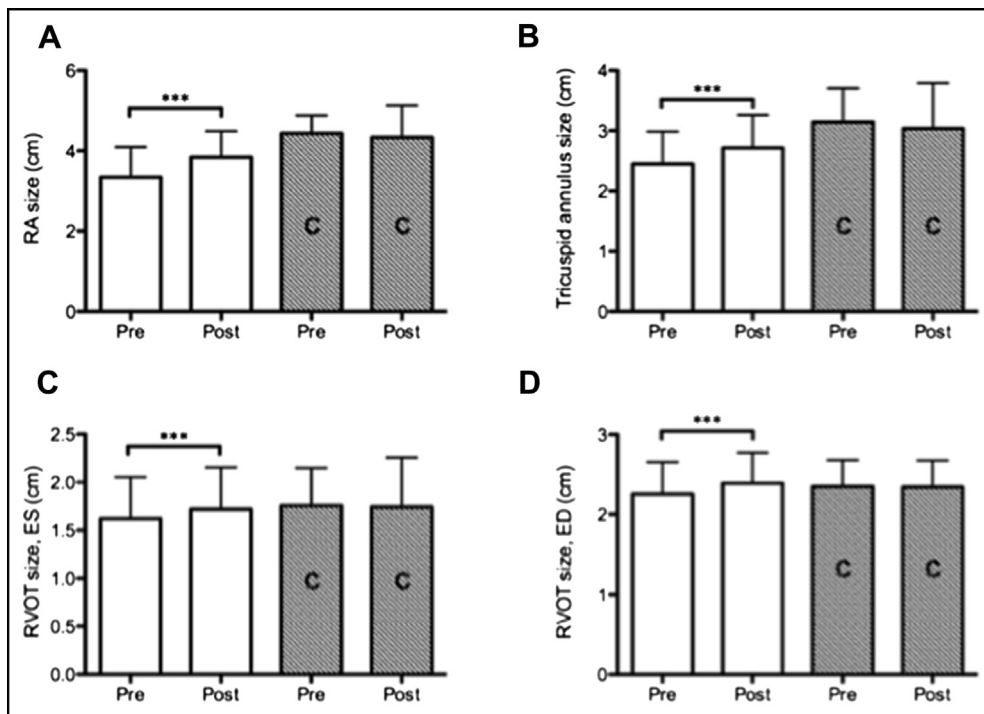 A
RA size (cm)
6
4
2
0
***
C
C
Pre
Post
Pre
Post
B
Tricuspid annulus size (cm)
4
3
2
1
0
***
C
C
Pre
Post
Pre
Post
C
RVOT size, ES (cm)
2.5
2.0
1.5
1.0
0.5
0.0
***
C
C
Pre
Post
Pre
Post
D
RVOT size, ED (cm)
3
2
1
0
***
C
C
Pre
Post
Pre
Post